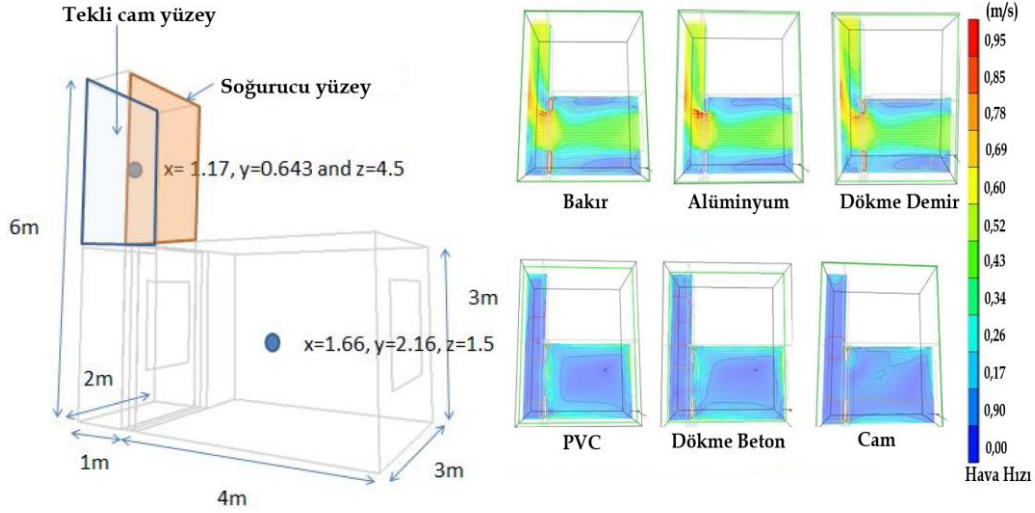 Tekli cam yüzey
Soğurucu yüzey
x= 1.17, y=0.643 and z=4.5
6m
3m
x=1.66, y=2.16, z=1.5
2m
1m
4m
3m
Bakır
Alüminyum
Dökme Demir
PVC
Dökme Beton
Cam
(m/s)
0,95
0,85
0,78
0,69
0,60
0,52
0,43
0,34
0,26
0,17
0,90
0,00
Hava Hızı